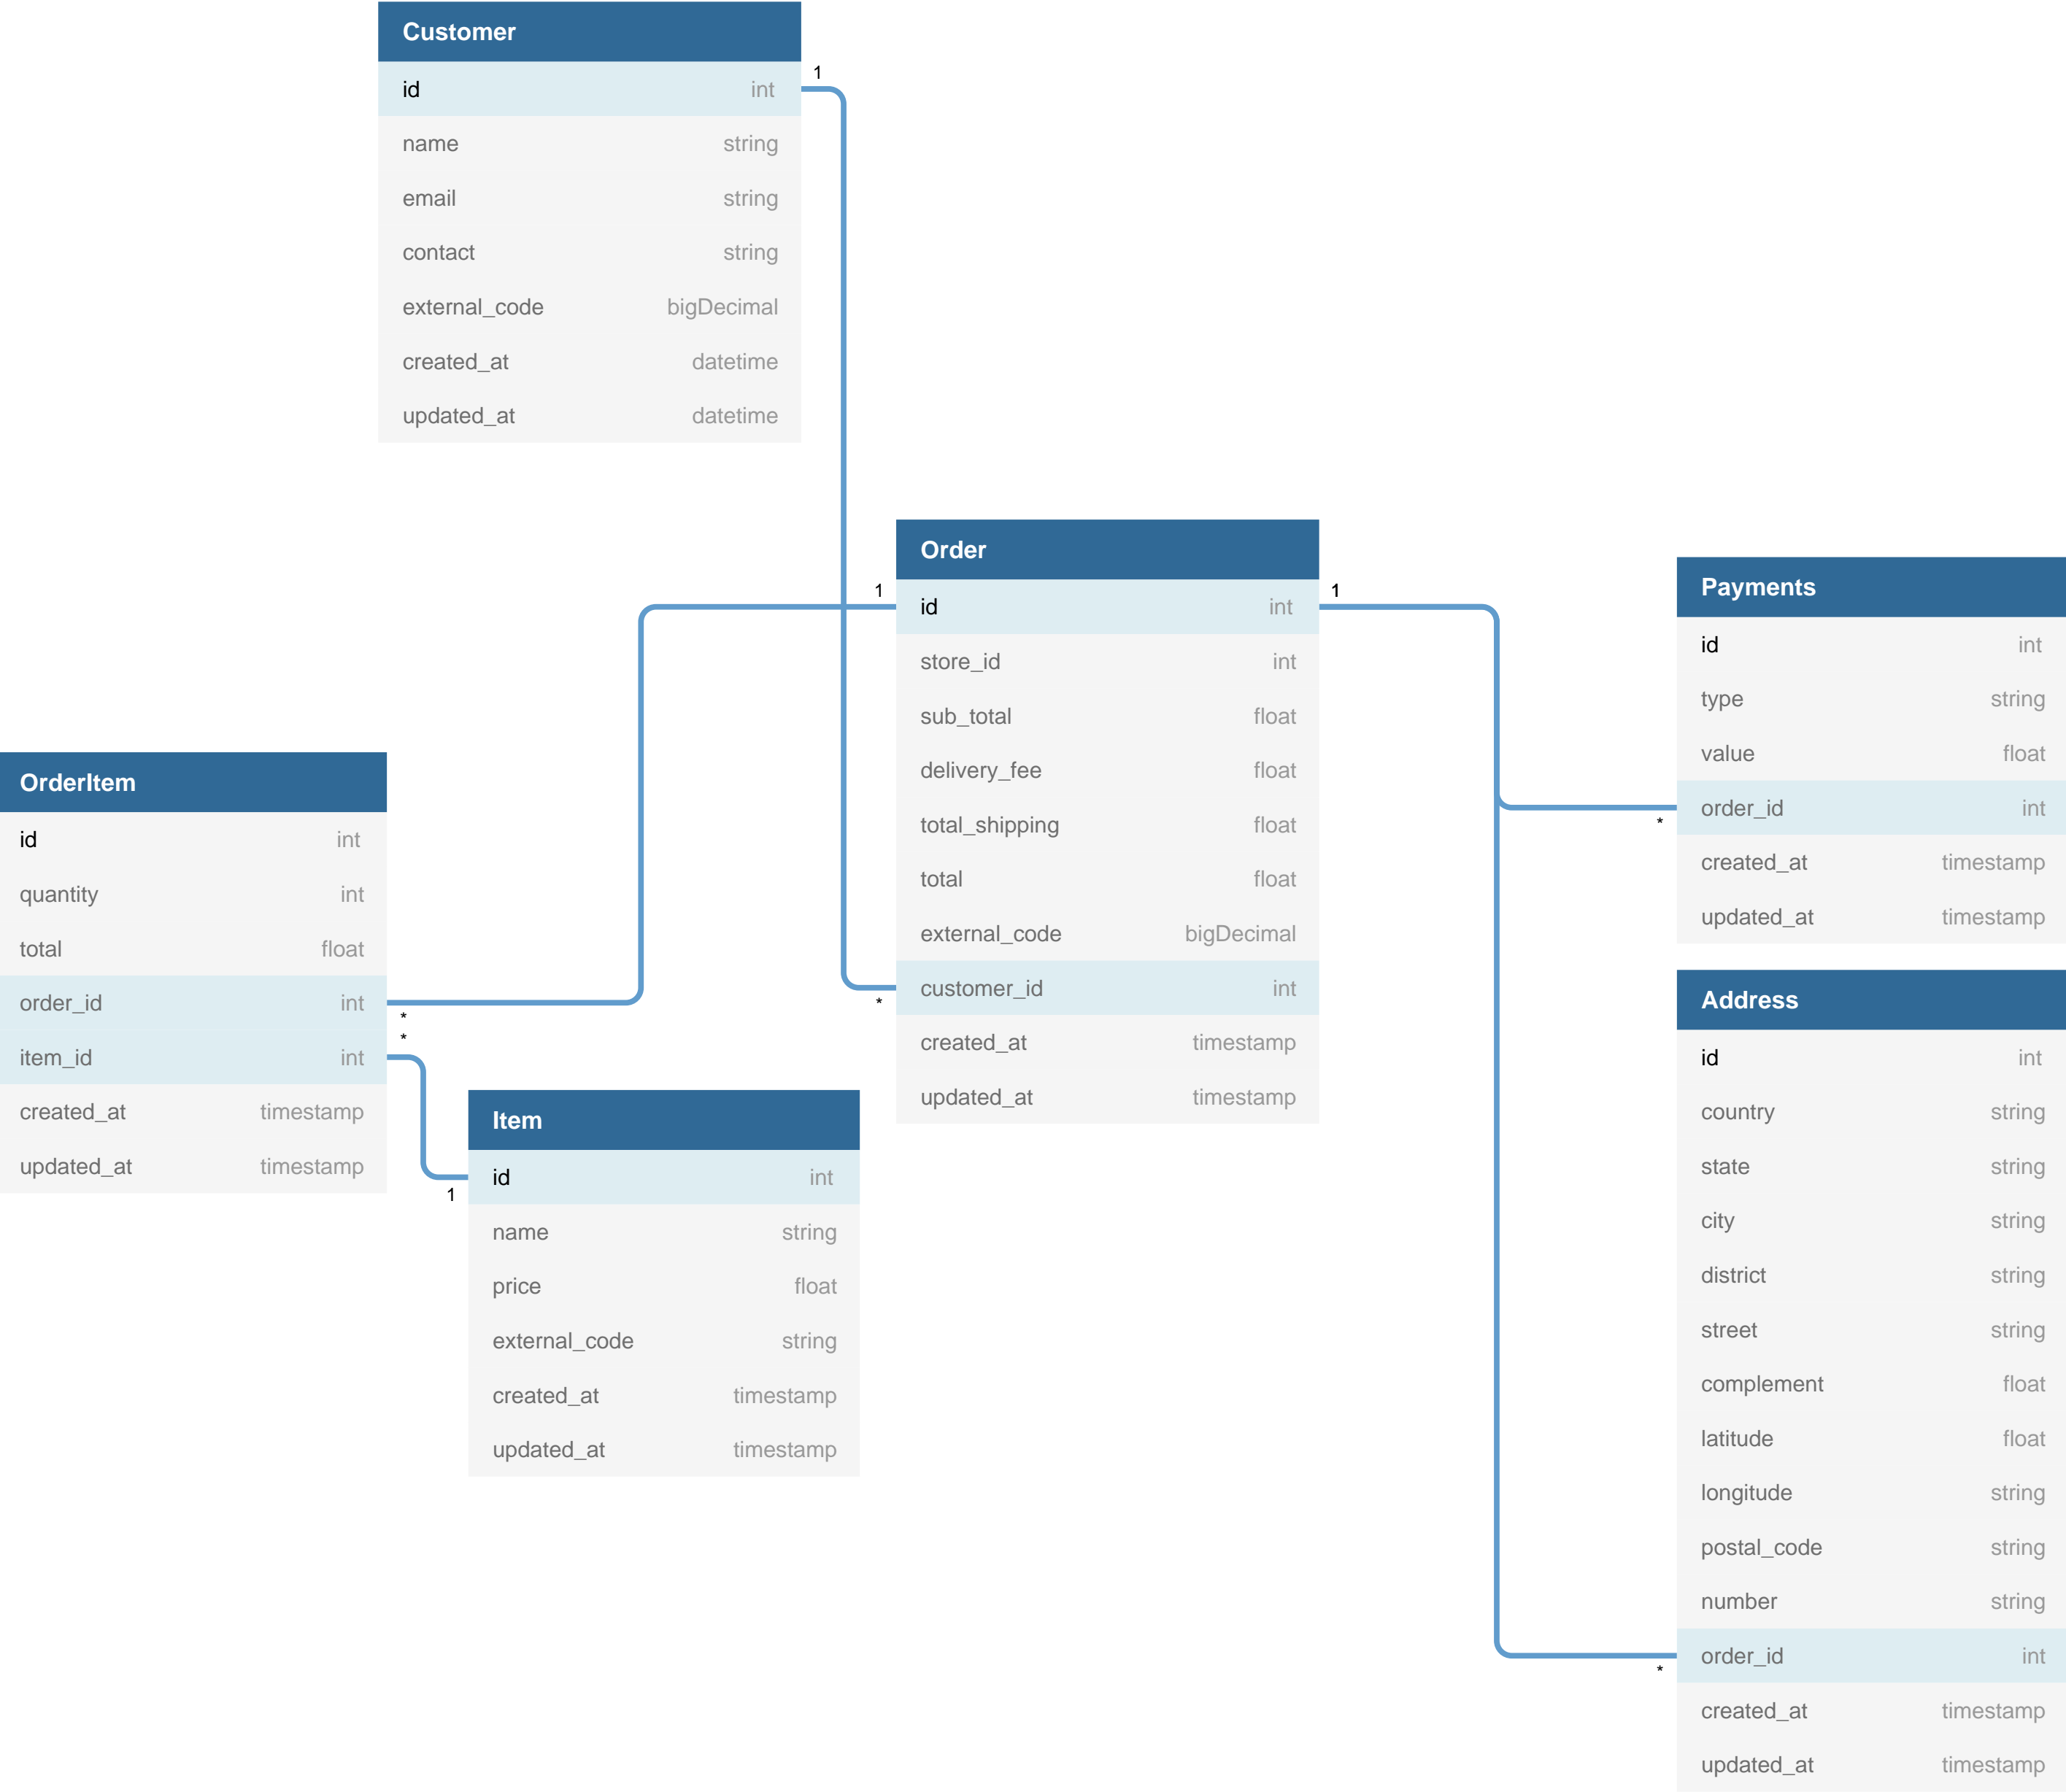 Customer
id int
name string
email string
contact string
external_code bigDecimal
created_at datetime
updated_at datetime
1
Order
id int
store_id int
sub_total float
delivery_fee float
total_shipping float
total float
external_code bigDecimal
customer_id int
created_at timestamp
updated_at timestamp
1
1
*
Payments
id int
type string
value float
order_id int
created_at timestamp
updated_at timestamp
*
OrderItem
id int
quantity int
total float
order_id int
item_id int
created_at timestamp
updated_at timestamp
*
*
Item
id int
name string
price float
external_code string
created_at timestamp
updated_at timestamp
1
Address
id int
country string
state string
city string
district string
street string
complement float
latitude float
longitude string
postal_code string
number string
order_id int
created_at timestamp
updated_at timestamp
*